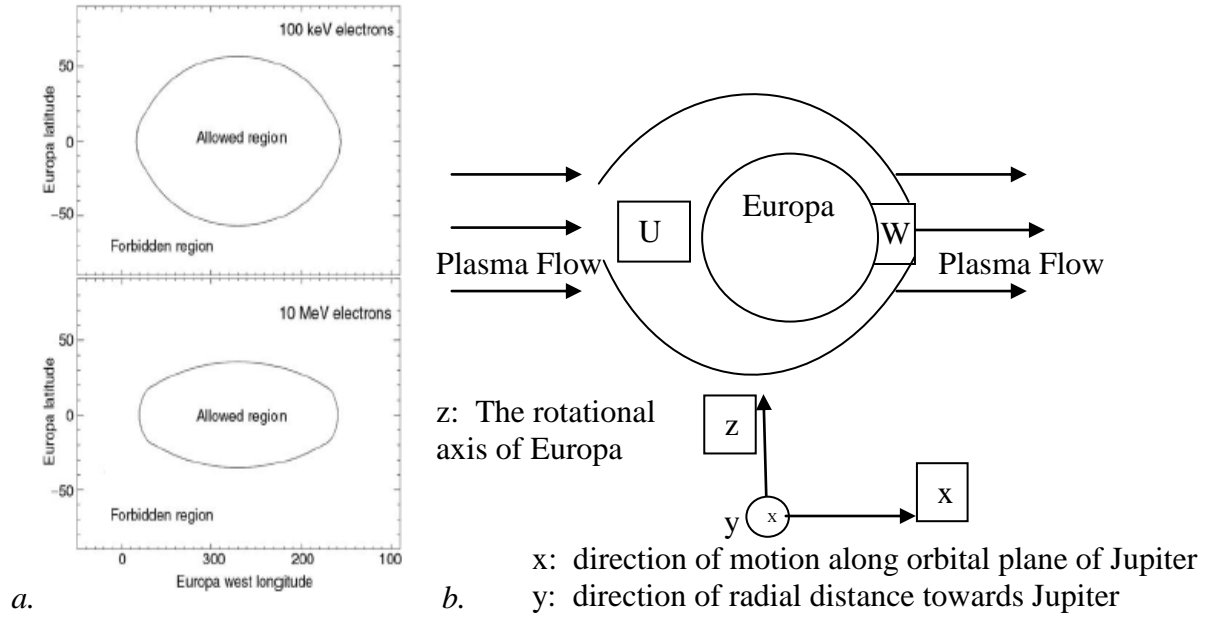 100 keV electrons
50
Allowed region
0
Europa latitude
-50
Forbidden region
10 MeV electrons
50
Allowed region
0
Europa latitude
-50
Forbidden region
0 300 200 100
Europa west longitude
a.
Europa
U
W
Plasma Flow
Plasma Flow
z: The rotational
axis of Europa
z
x
y
x
b.
x: direction of motion along orbital plane of Jupiter
y: direction of radial distance towards Jupiter